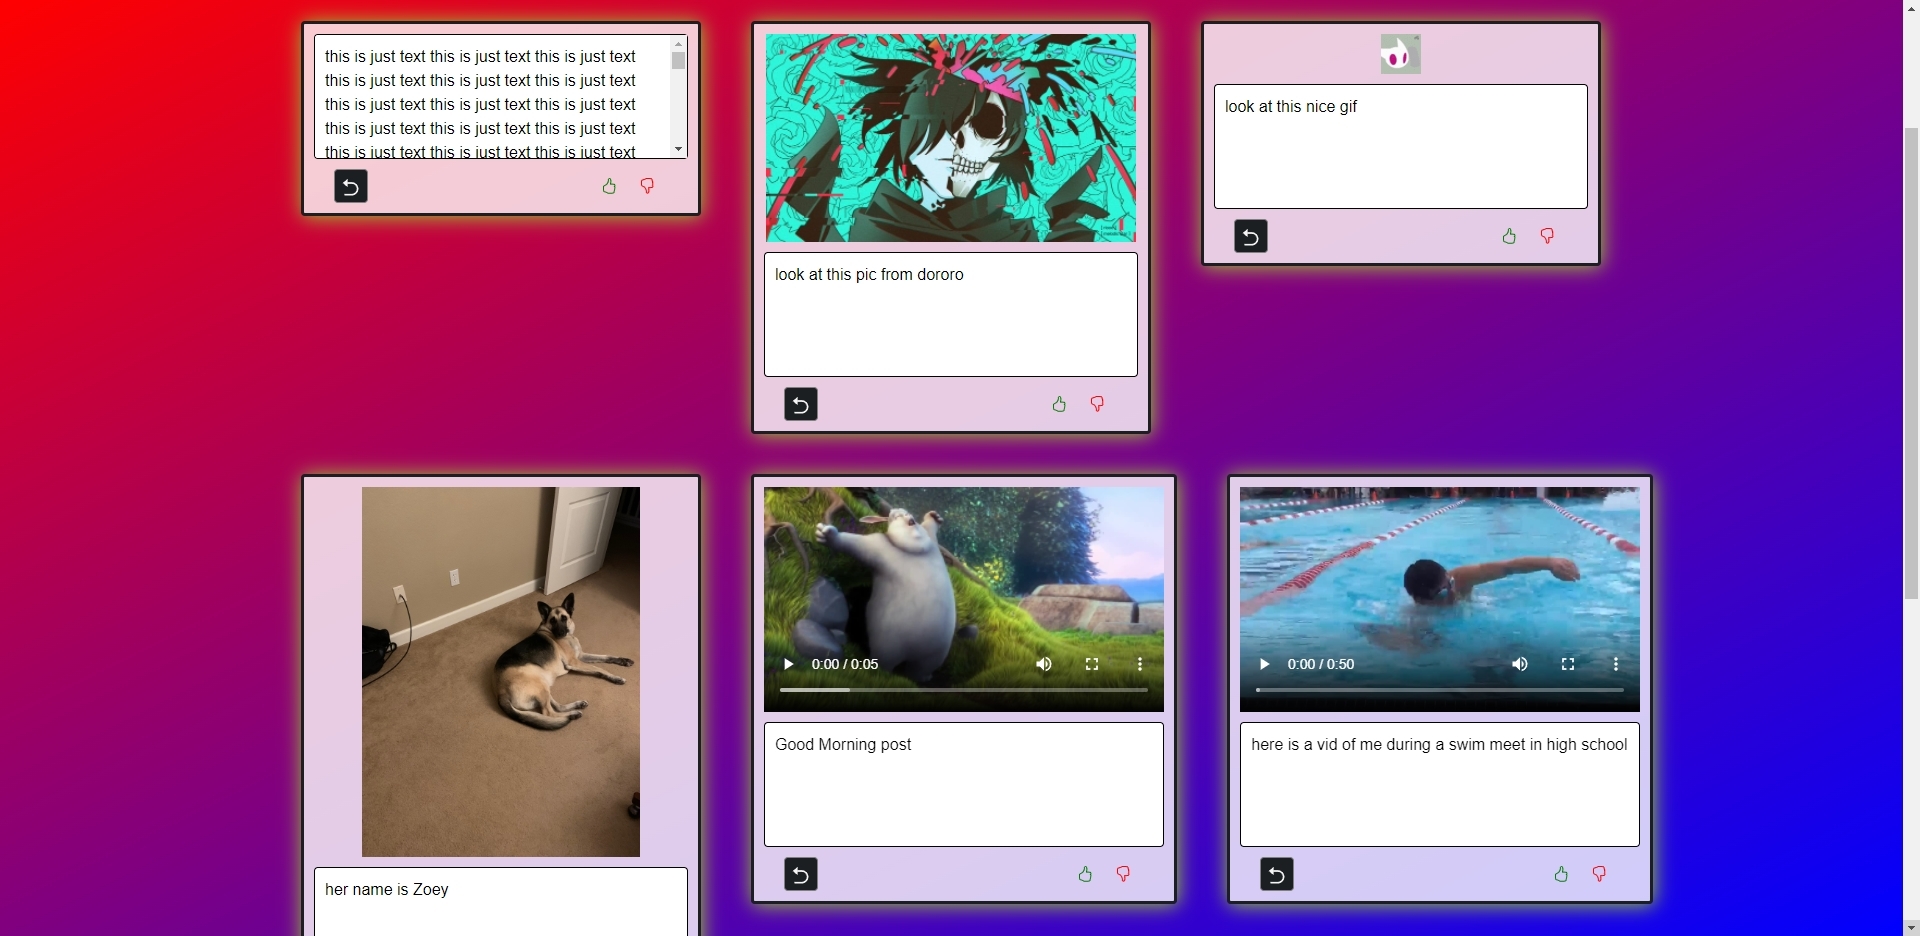 this is just text this is just text this is just text
this is just text this is just text this is just text
this is just text this is just text this is just text
this is just text this is just text this is just text
this is just text this is just text this is just text
look at this pic from dororo
look at this nice gif
her name is Zoey
0:00 / 0:05
Good Morning post
0:00 / 0:50
here is a vid of me during a swim meet in high school